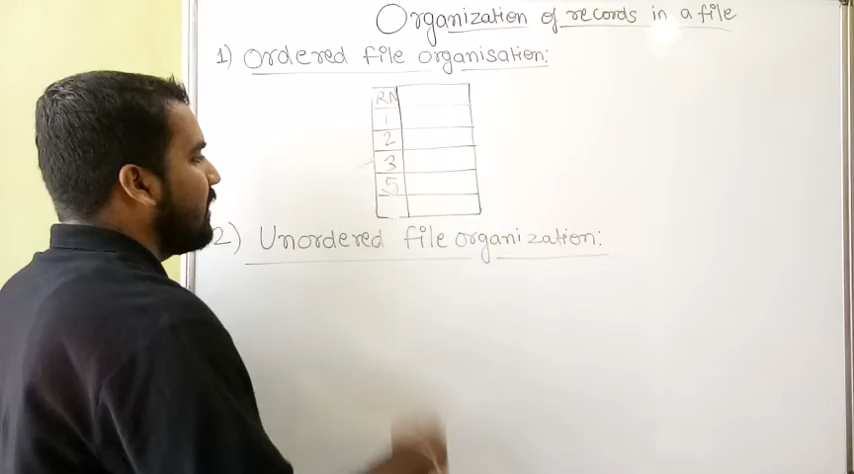 Organization of records in a file
1) Ordered file organisation:
RN
1
2
3
5
2) Unordered file organization: